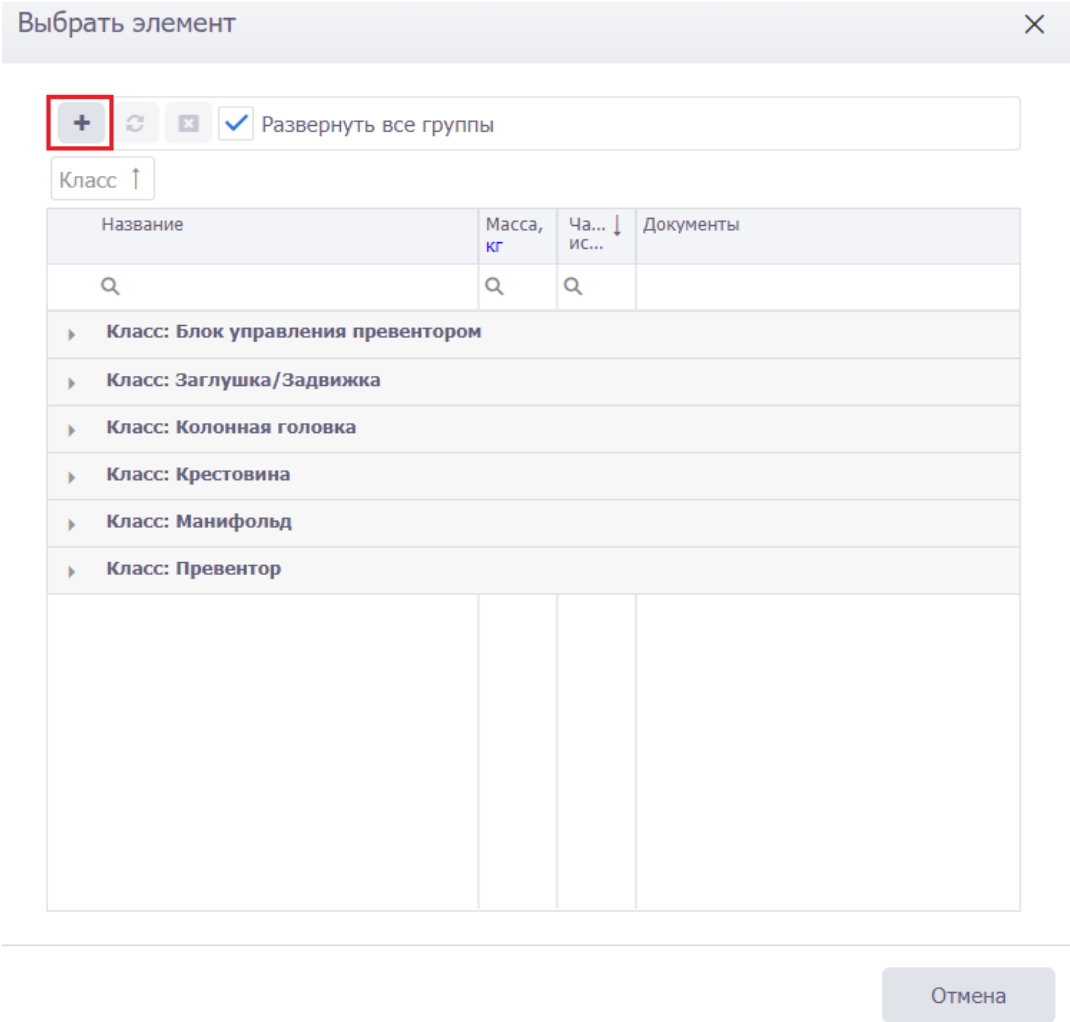 Выбрать элемент
Развернуть все группы
Класс ↑
Название Масса, кг Ча... ис... ↓ Документы
Класс: Блок управления превентором
Класс: Заглушка/Задвижка
Класс: Колонная головка
Класс: Крестовина
Класс: Манифольд
Класс: Превентор
Отмена